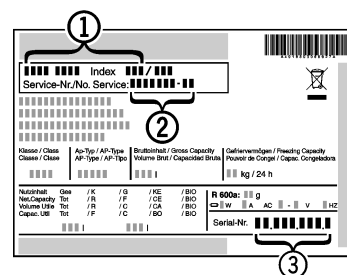 1
Index /
Service-Nr./No. Service: -
2
Klasse / Class
Classe / Clase
Ap-Typ / AP-Type
AP-Type / AP-Tipo
Bruttoinhalt / Gross Capacity
Volume Brut / Capacidad Bruta
Gefriervermögen / Freezing Capacity
Pouvoir de Congel / Capac. Congeladora
I
kg / 24 h
Nutzinhalt Ges / K / G / KE / BIO
Net.Capacity Tot / R / F / CE / BIO
Volume Utile Tot / R / C / CA / BIO
Capac. Util Tot / F / C / BO / BIO
I I
R 600a: g
W A AC - V HZ
Serial-Nr. . . .
3